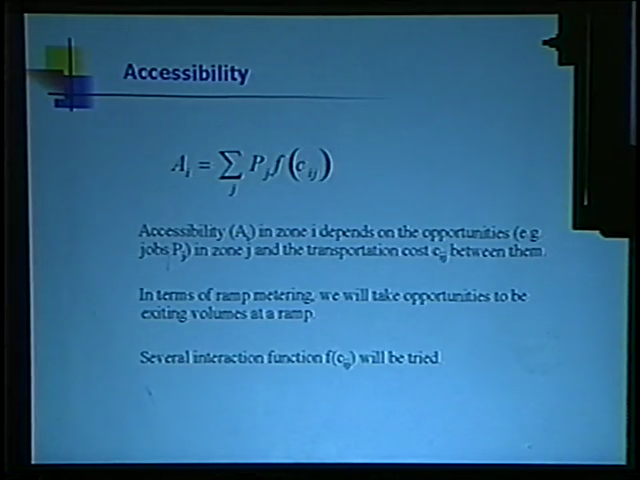 Accessibility
A_i = ∑_j P_j f(c_ij)
Accessibility (A_i) in zone i depends on the opportunities (e.g.
jobs P_j) in zone j and the transportation cost c_ij between them.
In terms of ramp metering, we will take opportunities to be
exiting volumes at a ramp.
Several interaction function f(c_ij) will be tried.